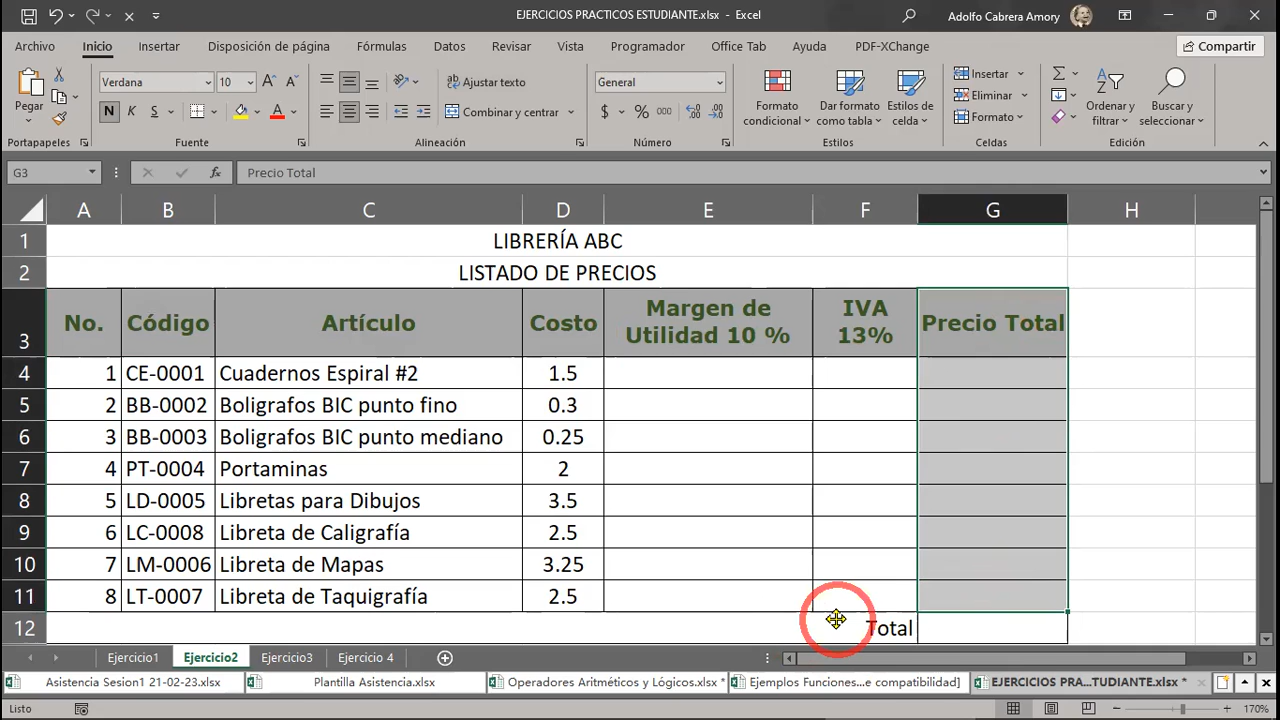 EJERCICIOS PRACTICOS ESTUDIANTE.xlsx - Excel
Adolfo Cabrera Amory
Archivo Inicio Insertar Disposición de página Fórmulas Datos Revisar Vista Programador Office Tab Ayuda PDF-XChange Compartir
Pegar
Verdana 10
N K S
Ajustar texto
Combinar y centrar
General
$ % 000
Formato condicional
Dar formato como tabla
Estilos de celda
Insertar
Eliminar
Formato
Ordenar y filtrar
Buscar y seleccionar
Portapapeles Fuente Alineación Número Estilos Celdas Edición
G3 fx Precio Total
A B C D E F G H
1 LIBRERÍA ABC
2 LISTADO DE PRECIOS
3 No. Código Artículo Costo Margen de Utilidad 10 % IVA 13% Precio Total
4 1 CE-0001 Cuadernos Espiral #2 1.5
5 2 BB-0002 Boligrafos BIC punto fino 0.3
6 3 BB-0003 Boligrafos BIC punto mediano 0.25
7 4 PT-0004 Portaminas 2
8 5 LD-0005 Libretas para Dibujos 3.5
9 6 LC-0008 Libreta de Caligrafía 2.5
10 7 LM-0006 Libreta de Mapas 3.25
11 8 LT-0007 Libreta de Taquigrafía 2.5
12 Total
Ejercicio1 Ejercicio2 Ejercicio3 Ejercicio 4
Asistencia Sesion1 21-02-23.xlsx Plantilla Asistencia.xlsx Operadores Aritméticos y Lógicos.xlsx * Ejemplos Funciones...e compatibilidad] EJERCICIOS PRA...TUDIANTE.xlsx *
Listo 170%